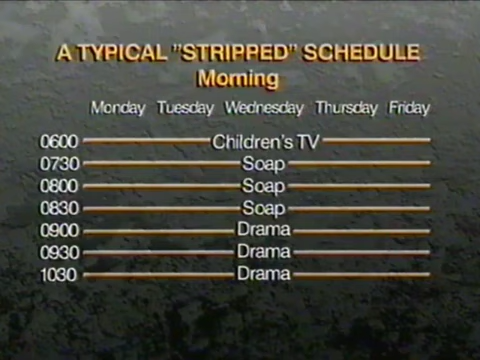 A TYPICAL "STRIPPED" SCHEDULE
Morning
Monday Tuesday Wednesday Thursday Friday
0600 Children's TV
0730 Soap
0800 Soap
0830 Soap
0900 Drama
0930 Drama
1030 Drama